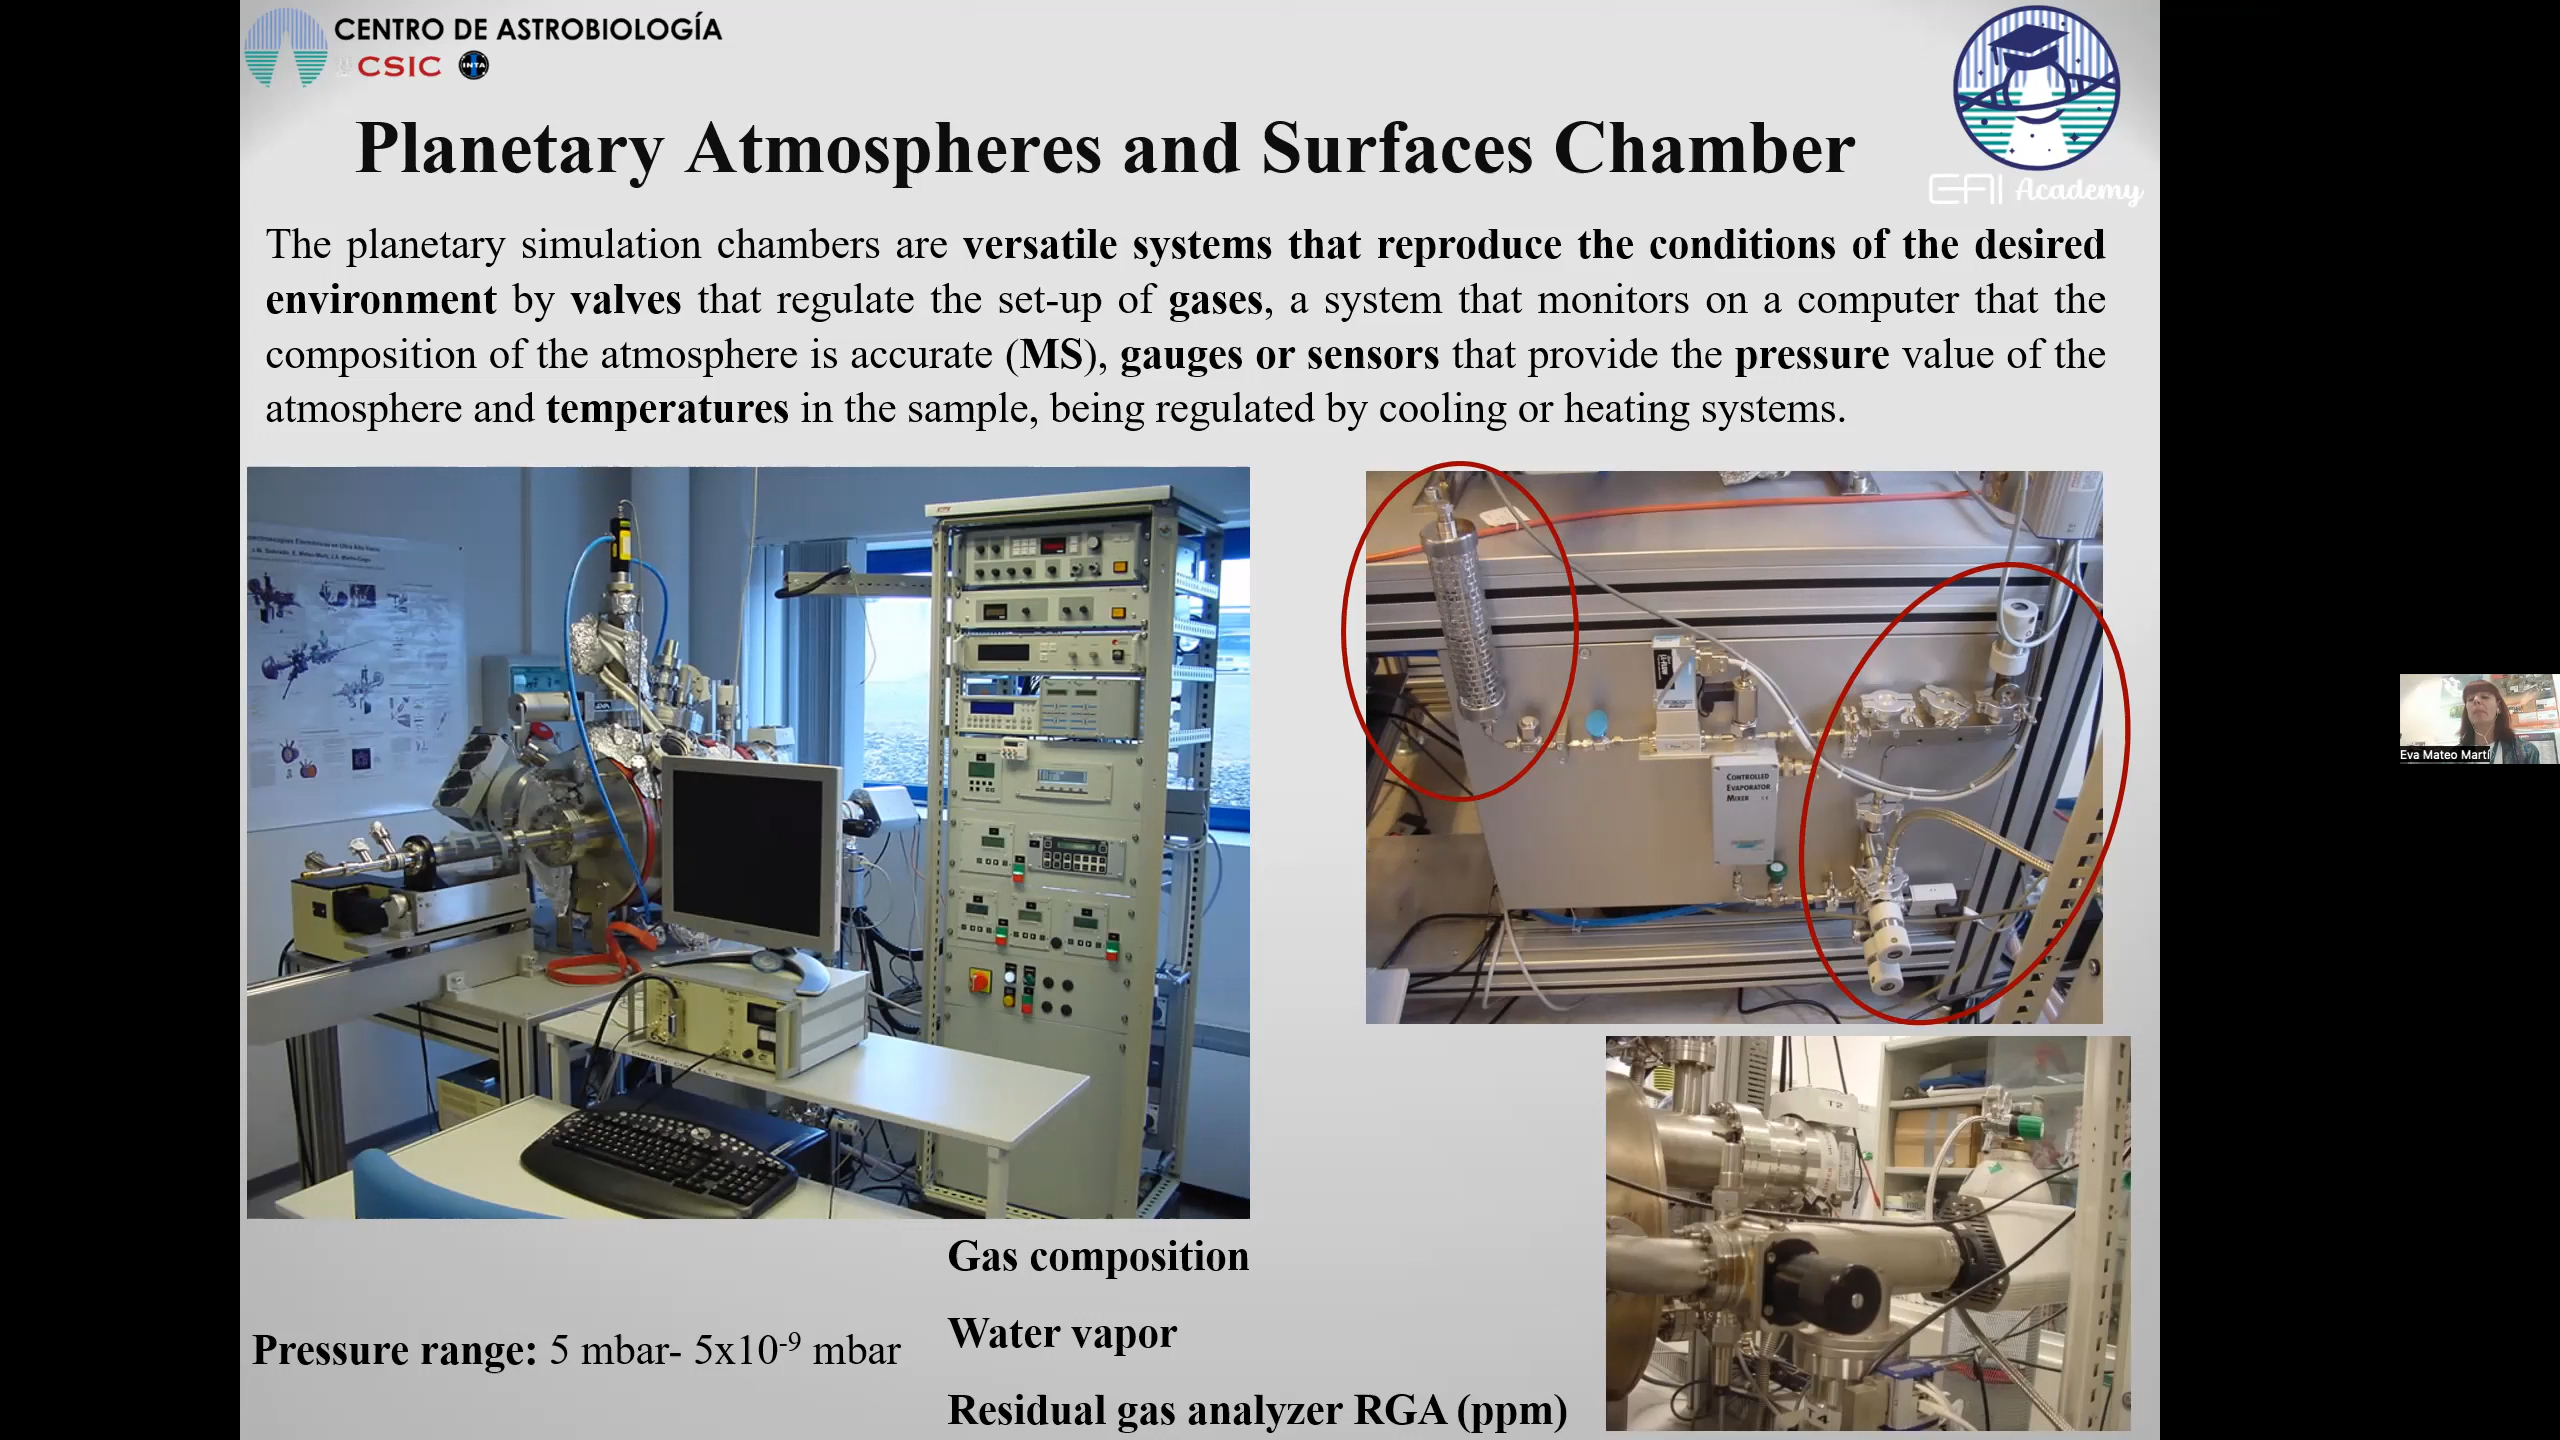 CENTRO DE ASTROBIOLOGÍA
CSIC
INTA
EAI Academy
Planetary Atmospheres and Surfaces Chamber
The planetary simulation chambers are versatile systems that reproduce the conditions of the desired
environment by valves that regulate the set-up of gases, a system that monitors on a computer that the
composition of the atmosphere is accurate (MS), gauges or sensors that provide the pressure value of the
atmosphere and temperatures in the sample, being regulated by cooling or heating systems.
CONTROLLED
EVAPORATOR
MIXER
T2
T4
Gas composition
Water vapor
Residual gas analyzer RGA (ppm)
Pressure range: 5 mbar- 5x10⁻⁹ mbar
Eva Mateo Martí